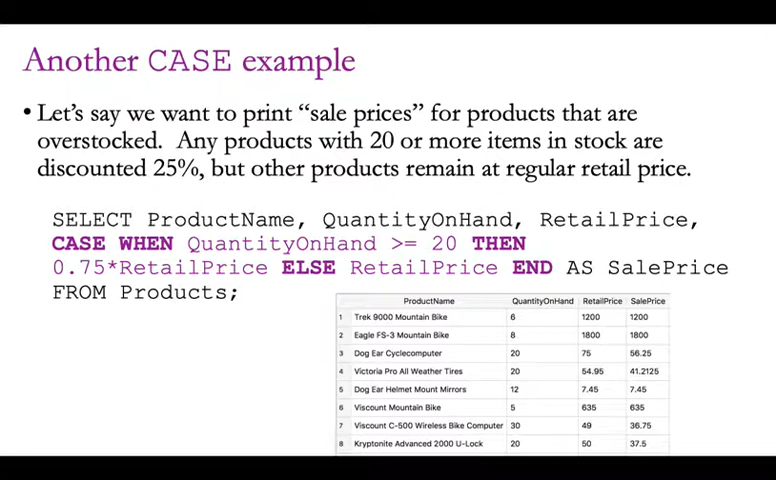 Another CASE example
• Let's say we want to print “sale prices” for products that are
overstocked. Any products with 20 or more items in stock are
discounted 25%, but other products remain at regular retail price.
SELECT ProductName, QuantityOnHand, RetailPrice,
CASE WHEN QuantityOnHand >= 20 THEN
0.75*RetailPrice ELSE RetailPrice END AS SalePrice
FROM Products;
ProductName QuantityOnHand RetailPrice SalePrice
1 Trek 9000 Mountain Bike 6 1200 1200
2 Eagle FS-3 Mountain Bike 8 1800 1800
3 Dog Ear Cyclecomputer 20 75 56.25
4 Victoria Pro All Weather Tires 20 54.95 41.2125
5 Dog Ear Helmet Mount Mirrors 12 7.45 7.45
6 Viscount Mountain Bike 5 635 635
7 Viscount C-500 Wireless Bike Computer 30 49 36.75
8 Kryptonite Advanced 2000 U-Lock 20 50 37.5